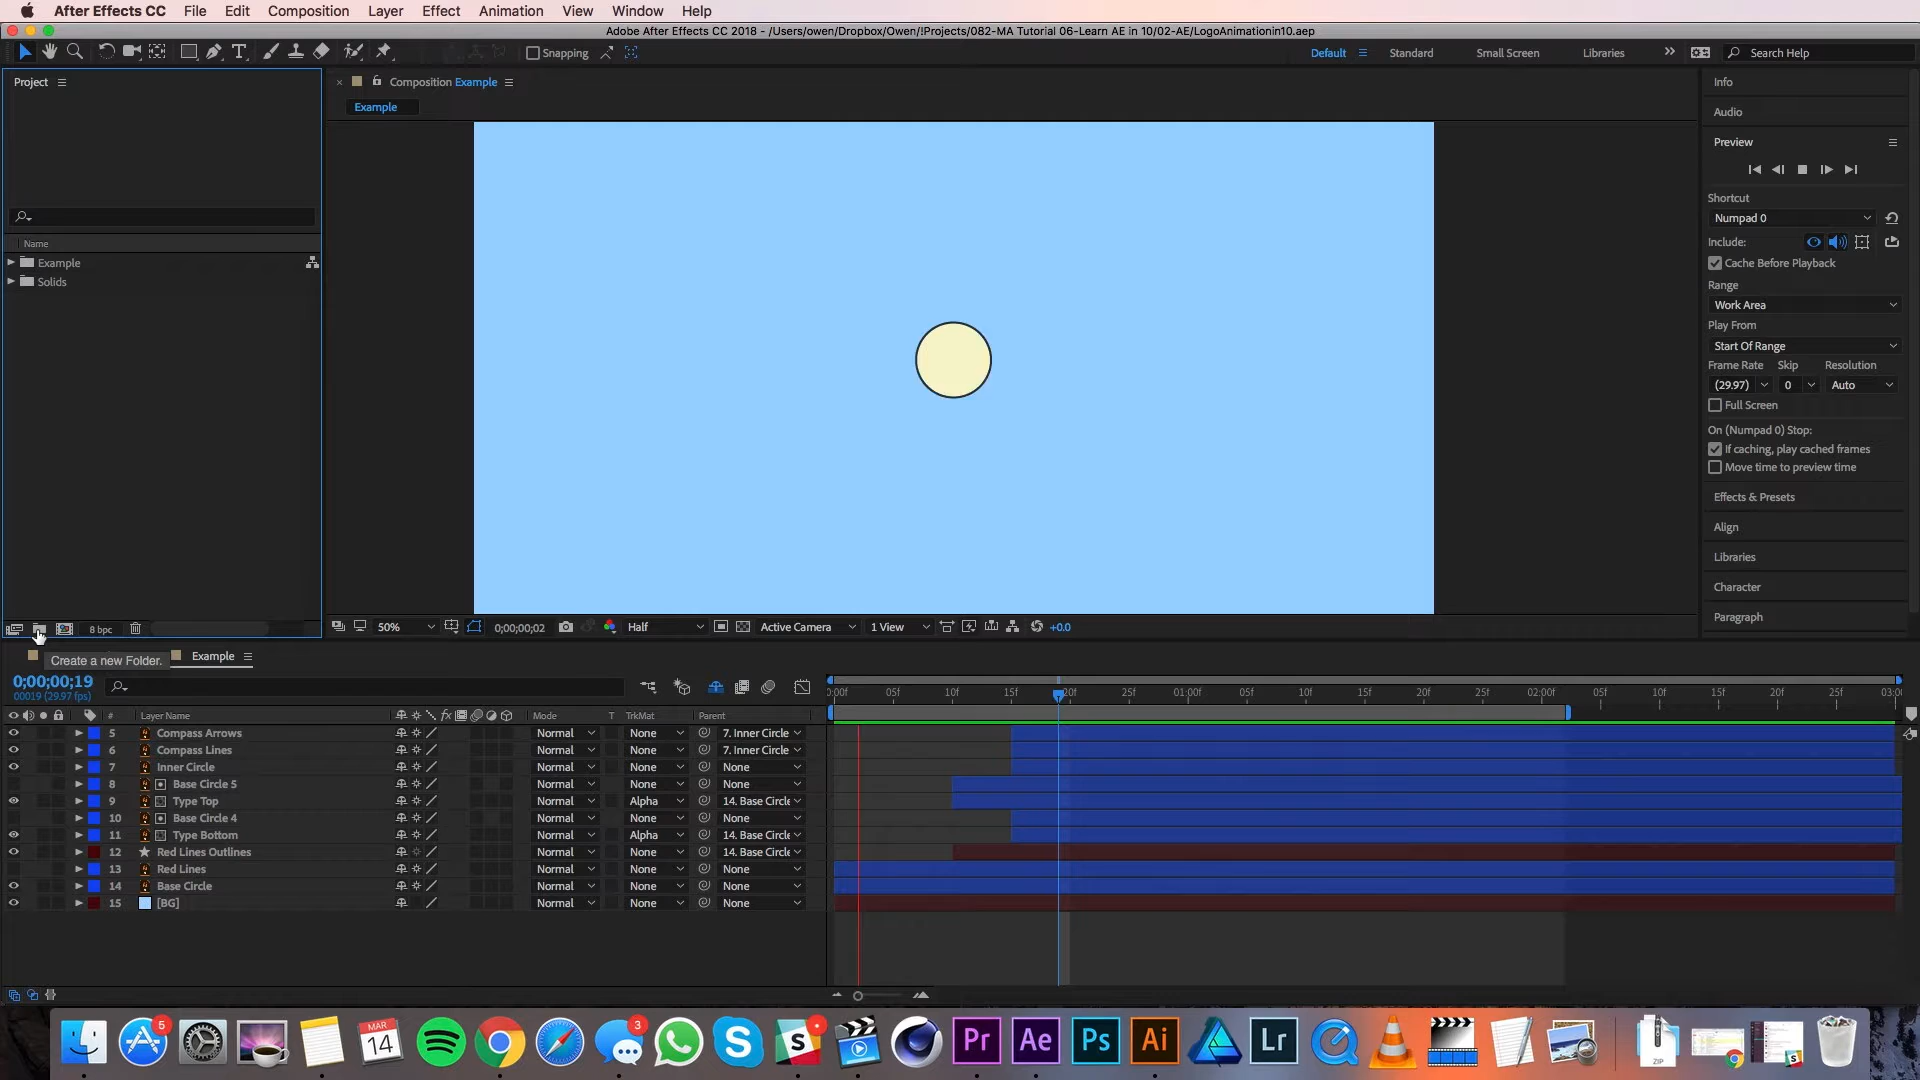 After Effects CC File Edit Composition Layer Effect Animation View Window Help
Adobe After Effects CC 2018 - /Users/owen/Dropbox/Owen/!Projects/082-MA Tutorial 06-Learn AE in 10/02-AE/LogoAnimationin10.aep
Snapping Default Standard Small Screen Libraries Search Help
Project
Composition Example
Example
Name
Example
Solids
8 bpc
50% 0;00;00;02 Half Active Camera 1 View +0.0
Info
Audio
Preview
Shortcut
Numpad 0
Include:
Cache Before Playback
Range
Work Area
Play From
Start Of Range
Frame Rate Skip Resolution
(29.97) 0 Auto
Full Screen
On (Numpad 0) Stop:
If caching, play cached frames
Move time to preview time
Effects & Presets
Align
Libraries
Character
Paragraph
Create a new Folder.
Example
0;00;00;19
00019 (29.97 fps)
0:00f 05f 10f 15f 20f 25f 01:00f 05f 10f 15f 20f 25f 02:00f 05f 10f 15f 20f 25f 03:0
# Layer Name fx Mode T TrkMat Parent
5 Compass Arrows Normal None 7. Inner Circle
6 Compass Lines Normal None 7. Inner Circle
7 Inner Circle Normal None None
8 Base Circle 5 Normal None None
9 Type Top Normal Alpha 14. Base Circle
10 Base Circle 4 Normal None None
11 Type Bottom Normal Alpha 14. Base Circle
12 Red Lines Outlines Normal None 14. Base Circle
13 Red Lines Normal None None
14 Base Circle Normal None None
15 [BG] Normal None None
5
MAR
14
3
Pr Ae Ps Ai Lr
ZIP